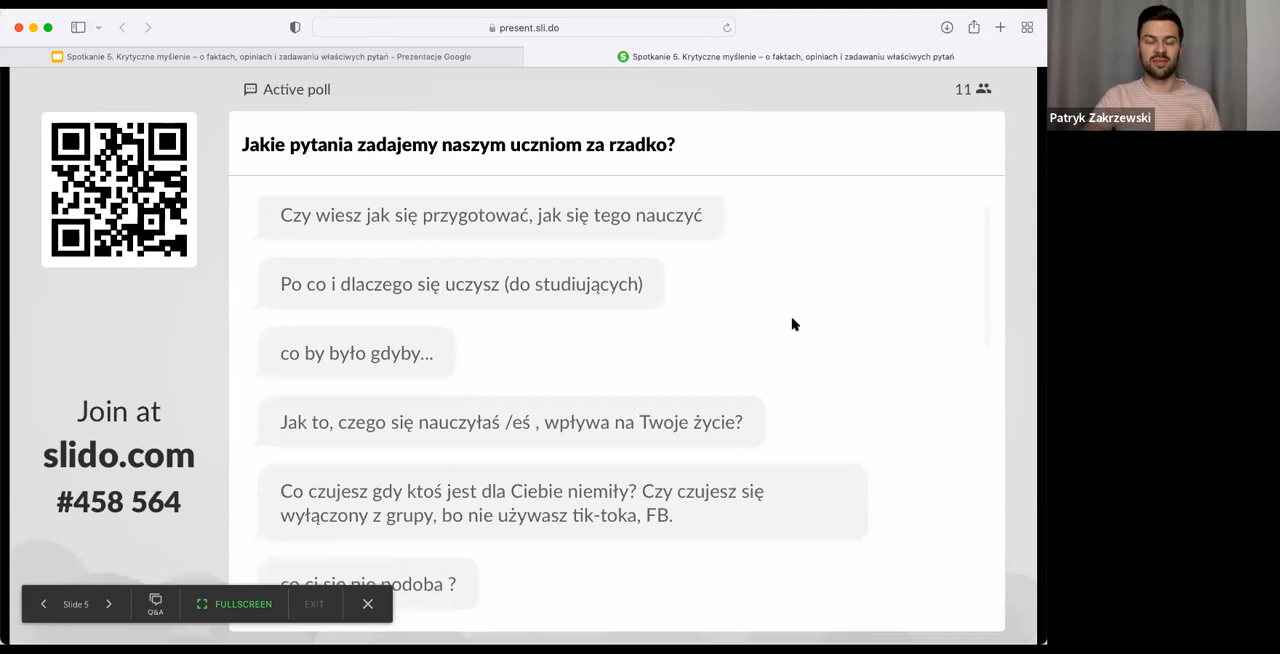 present.sli.do
Spotkanie 5. Krytyczne myślenie – o faktach, opiniach i zadawaniu właściwych pytań - Prezentacje Google
Spotkanie 5. Krytyczne myślenie – o faktach, opiniach i zadawaniu właściwych pytań
Active poll
11
Jakie pytania zadajemy naszym uczniom za rzadko?
Czy wiesz jak się przygotować, jak się tego nauczyć
Po co i dlaczego się uczysz (do studiujących)
co by było gdyby...
Jak to, czego się nauczyłaś /eś , wpływa na Twoje życie?
Co czujesz gdy ktoś jest dla Ciebie niemiły? Czy czujesz się
wyłączony z grupy, bo nie używasz tik-toka, FB.
co ci się nie podoba ?
Join at
slido.com
#458 564
Slide 5
Q&A
FULLSCREEN
EXIT
Patryk Zakrzewski